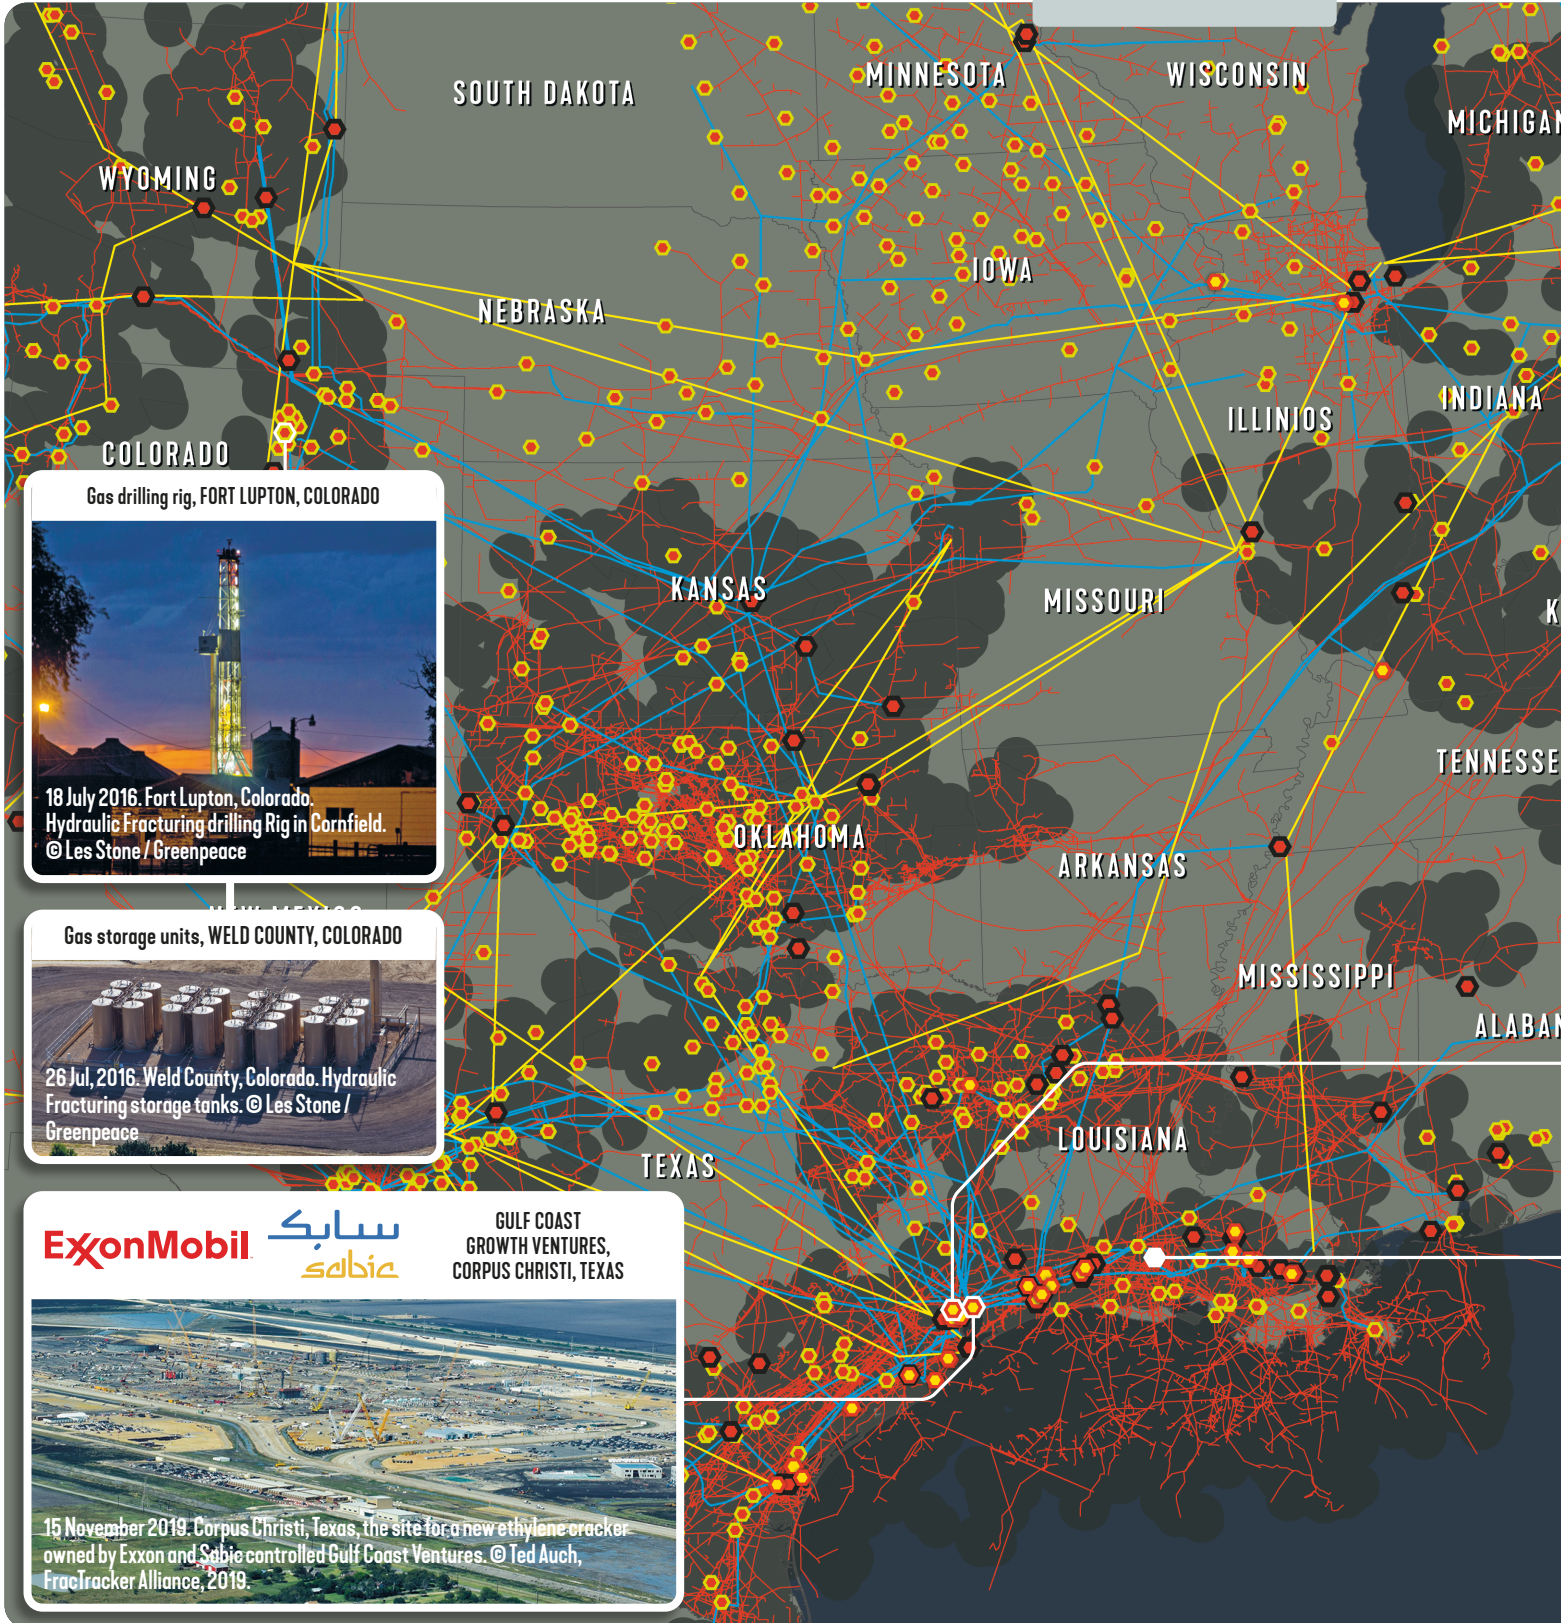 SOUTH DAKOTA
MINNESOTA
WISCONSIN
MICHIGAN
WYOMING
IOWA
NEBRASKA
COLORADO
ILLINIOS
INDIANA
Gas drilling rig, FORT LUPTON, COLORADO
18 July 2016. Fort Lupton, Colorado.
Hydraulic Fracturing drilling Rig in Cornfield.
© Les Stone / Greenpeace
KANSAS
MISSOURI
K
TENNESSE
OKLAHOMA
ARKANSAS
NEW MEXICO
Gas storage units, WELD COUNTY, COLORADO
26 Jul, 2016. Weld County, Colorado. Hydraulic
Fracturing storage tanks. © Les Stone /
Greenpeace
MISSISSIPPI
ALABAN
LOUISIANA
TEXAS
ExxonMobil
سابك
sabic
GULF COAST
GROWTH VENTURES,
CORPUS CHRISTI, TEXAS
15 November 2019. Corpus Christi, Texas, the site for a new ethylene cracker
owned by Exxon and Sabic controlled Gulf Coast Ventures. © Ted Auch,
FracTracker Alliance, 2019.